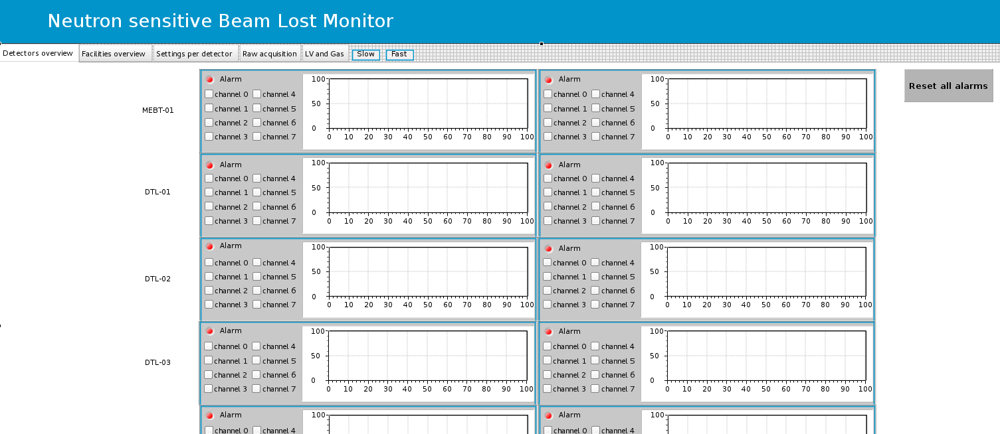 Neutron sensitive Beam Lost Monitor
Detectors overview Facilities overview Settings per detector Raw acquisition LV and Gas Slow Fast
Reset all alarms
MEBT-01
Alarm
channel 0 channel 4
channel 1 channel 5
channel 2 channel 6
channel 3 channel 7
100
50
0
0 10 20 30 40 50 60 70 80 90 100
Alarm
channel 0 channel 4
channel 1 channel 5
channel 2 channel 6
channel 3 channel 7
100
50
0
0 10 20 30 40 50 60 70 80 90 100
DTL-01
Alarm
channel 0 channel 4
channel 1 channel 5
channel 2 channel 6
channel 3 channel 7
100
50
0
0 10 20 30 40 50 60 70 80 90 100
Alarm
channel 0 channel 4
channel 1 channel 5
channel 2 channel 6
channel 3 channel 7
100
50
0
0 10 20 30 40 50 60 70 80 90 100
DTL-02
Alarm
channel 0 channel 4
channel 1 channel 5
channel 2 channel 6
channel 3 channel 7
100
50
0
0 10 20 30 40 50 60 70 80 90 100
Alarm
channel 0 channel 4
channel 1 channel 5
channel 2 channel 6
channel 3 channel 7
100
50
0
0 10 20 30 40 50 60 70 80 90 100
DTL-03
Alarm
channel 0 channel 4
channel 1 channel 5
channel 2 channel 6
channel 3 channel 7
100
50
0
0 10 20 30 40 50 60 70 80 90 100
Alarm
channel 0 channel 4
channel 1 channel 5
channel 2 channel 6
channel 3 channel 7
100
50
0
0 10 20 30 40 50 60 70 80 90 100
Alarm
channel 0 channel 4
100
Alarm
channel 0 channel 4
100